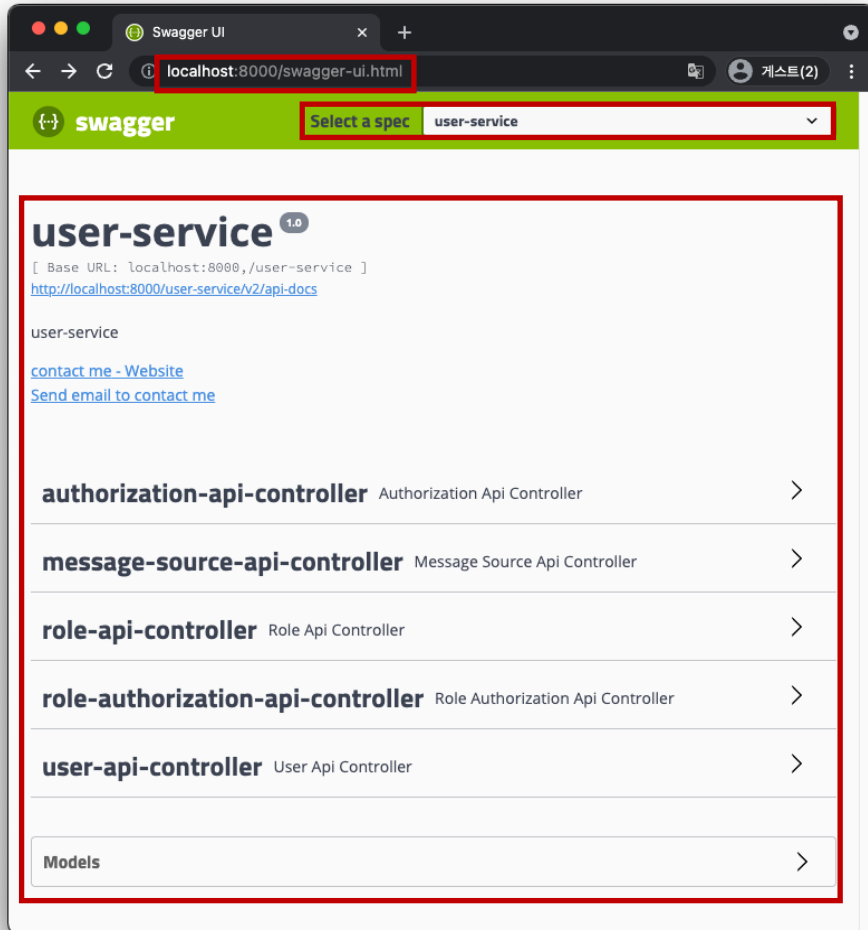 Swagger UI
localhost:8000/swagger-ui.html
게스트(2)
swagger
Select a spec user-service
user-service 1.0
[ Base URL: localhost:8000,/user-service ]
http://localhost:8000/user-service/v2/api-docs
user-service
contact me - Website
Send email to contact me
authorization-api-controller Authorization Api Controller
message-source-api-controller Message Source Api Controller
role-api-controller Role Api Controller
role-authorization-api-controller Role Authorization Api Controller
user-api-controller User Api Controller
Models